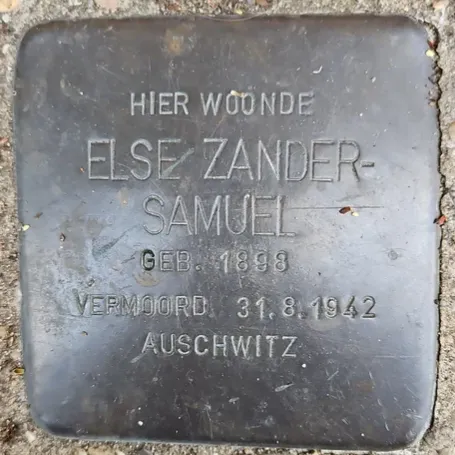 HIER WOONDE
ELSE ZANDER-
SAMUEL
GEB. 1898
VERMOORD 31.8.1942
AUSCHWITZ